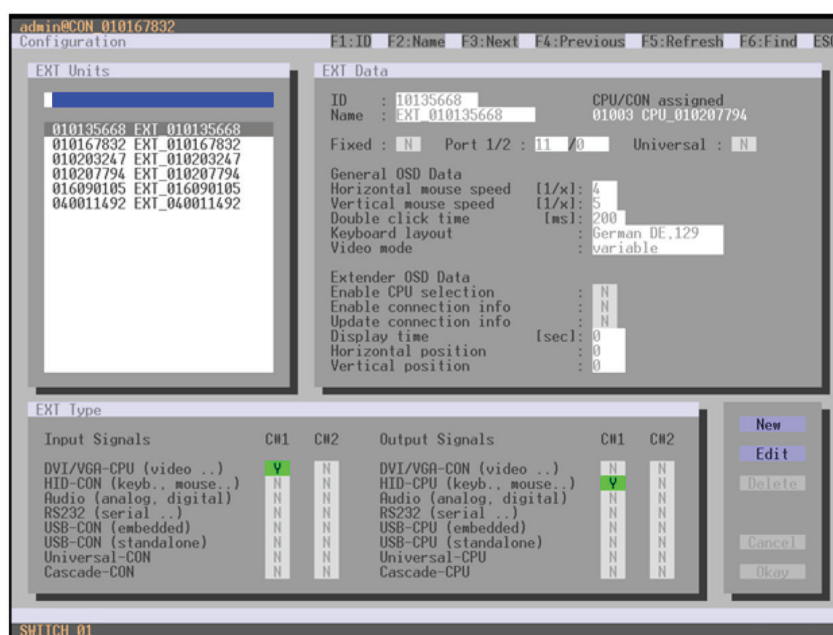 admin@CON_010167832
Configuration F1:ID F2:Name F3:Next F4:Previous F5:Refresh F6:Find ES
EXT Units
010135668 EXT_010135668
010167832 EXT_010167832
010203247 EXT_010203247
010207794 EXT_010207794
016090105 EXT_016090105
040011492 EXT_040011492
EXT Data
ID : 10135668 CPU/CON assigned
Name : EXT_010135668 01003 CPU_010207794
Fixed : N Port 1/2 : 11 /0 Universal : N
General OSD Data
Horizontal mouse speed [1/x]: 4
Vertical mouse speed [1/x]: 5
Double click time [ms]: 200
Keyboard layout : German DE,129
Video mode : variable
Extender OSD Data
Enable CPU selection : N
Enable connection info : N
Update connection info : N
Display time [sec]: 0
Horizontal position : 0
Vertical position : 0
EXT Type
Input Signals C#1 C#2 Output Signals C#1 C#2
DVI/VGA-CPU (video ..) Y N DVI/VGA-CON (video ..) N N
HID-CON (keyb., mouse..) N N HID-CPU (keyb., mouse..) Y N
Audio (analog, digital) N N Audio (analog, digital) N N
RS232 (serial ..) N N RS232 (serial ..) N N
USB-CON (embedded) N N USB-CPU (embedded) N N
USB-CON (standalone) N N USB-CPU (standalone) N N
Universal-CON N N Universal-CPU N N
Cascade-CON N N Cascade-CPU N N
New
Edit
Delete
Cancel
Okay
SWITCH_01